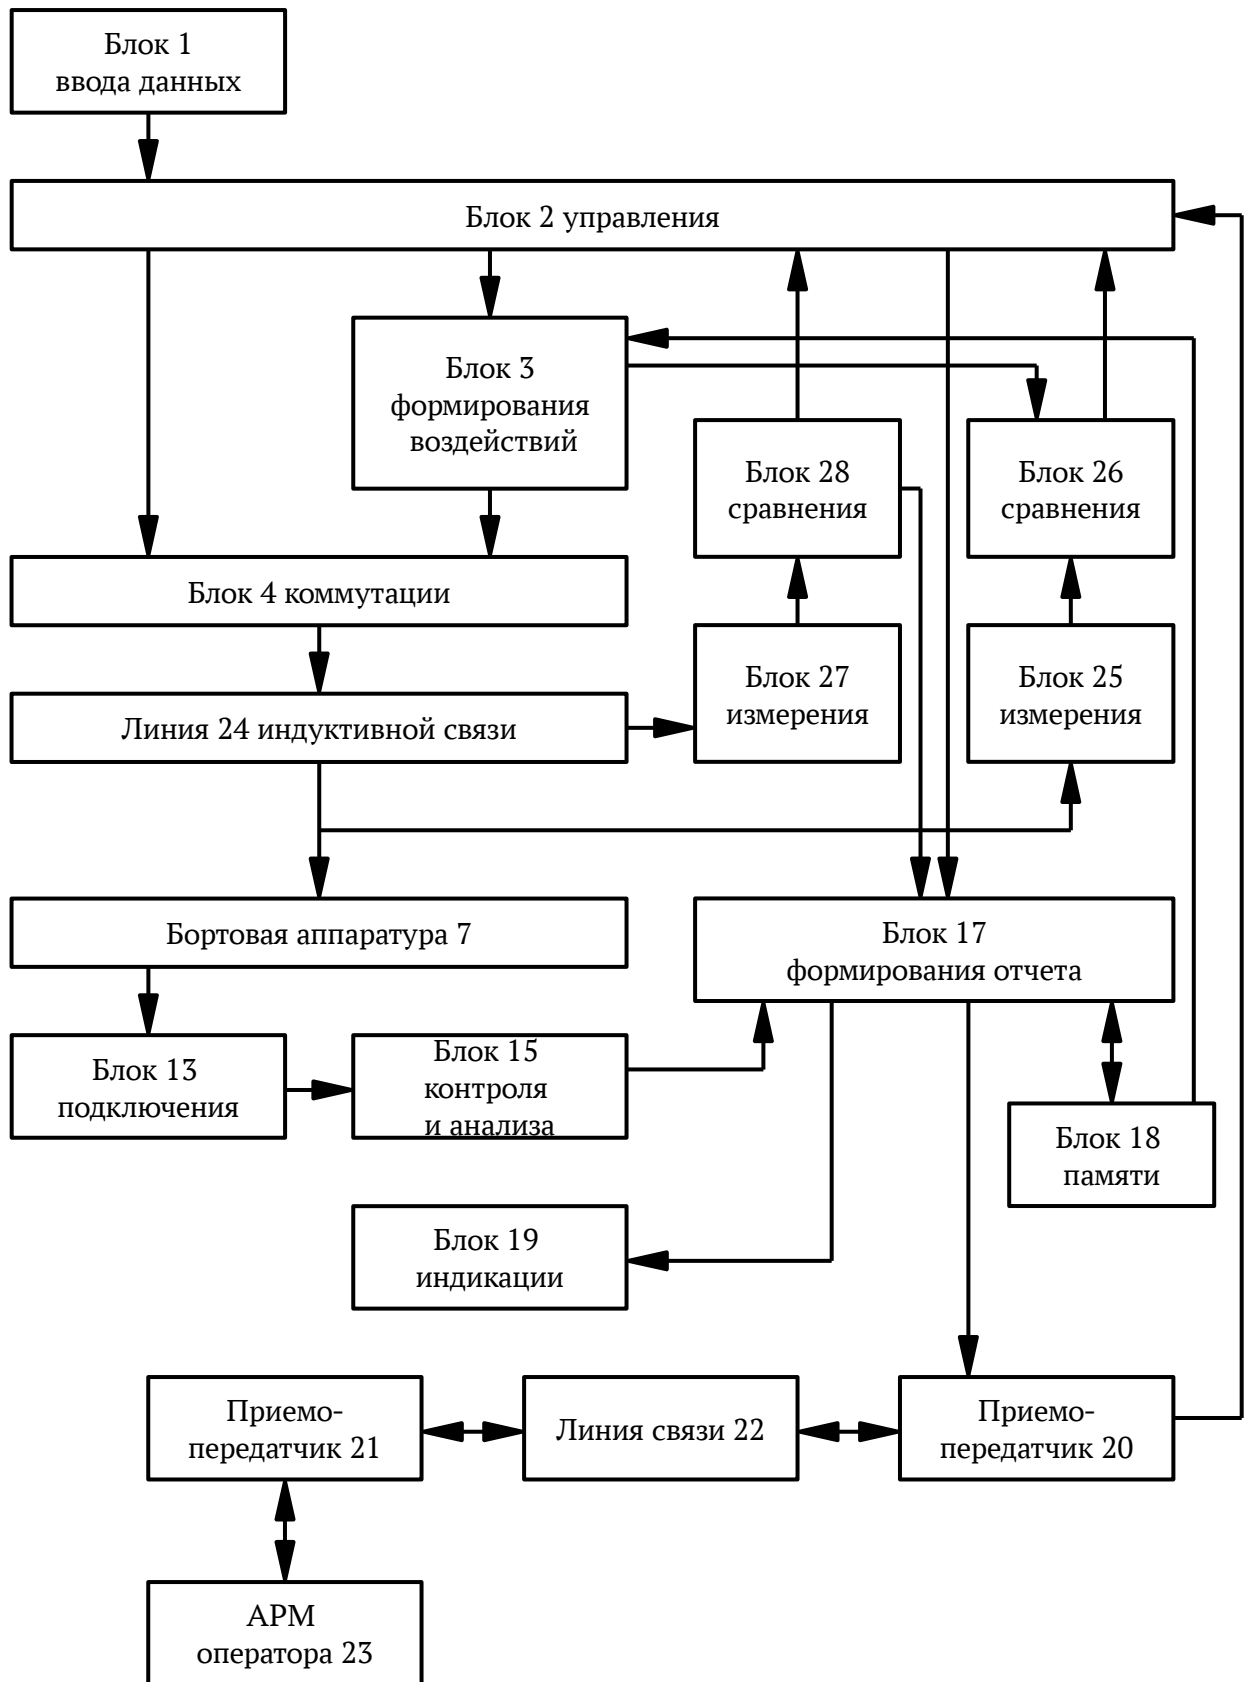 Блок 1
ввода данных
Блок 2 управления
Блок 3
формирования
воздействий
Блок 28
сравнения
Блок 26
сравнения
Блок 4 коммутации
Блок 27
измерения
Блок 25
измерения
Линия 24 индуктивной связи
Бортовая аппаратура 7
Блок 17
формирования отчета
Блок 13
подключения
Блок 15
контроля
и анализа
Блок 18
памяти
Блок 19
индикации
Приемо-
передатчик 21
Линия связи 22
Приемо-
передатчик 20
АРМ
оператора 23